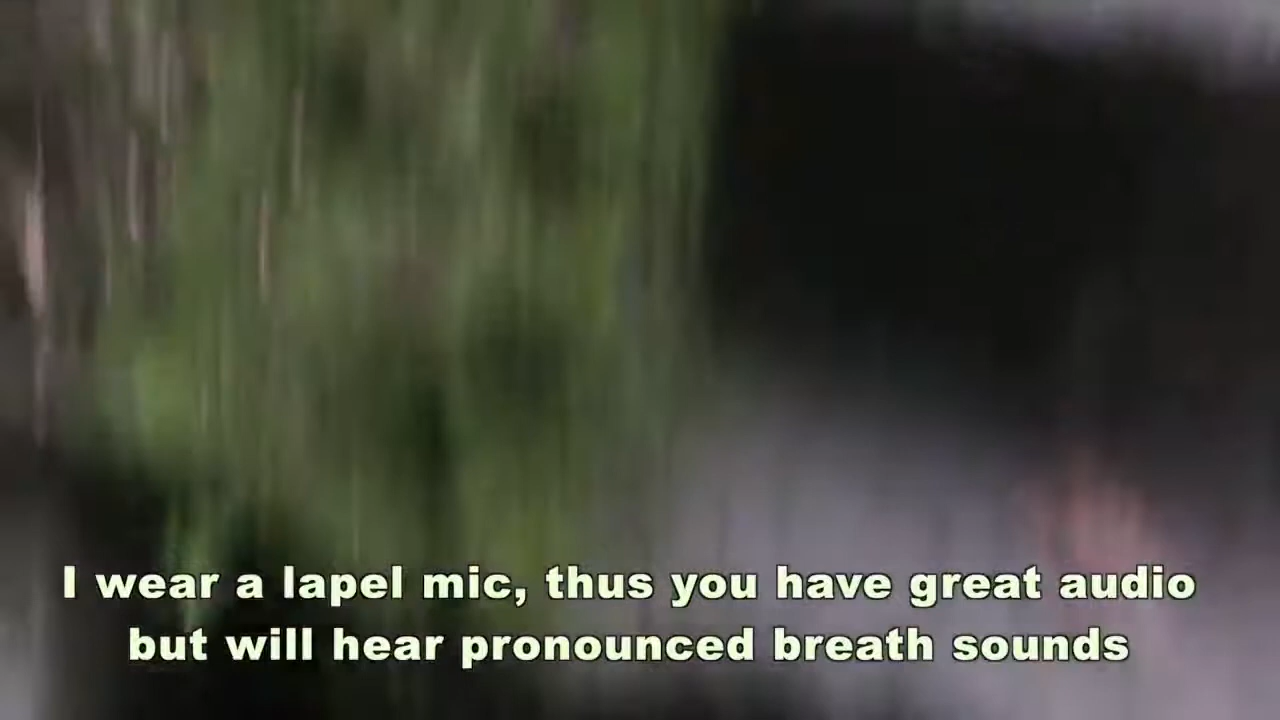 I wear a lapel mic, thus you have great audio
but will hear pronounced breath sounds